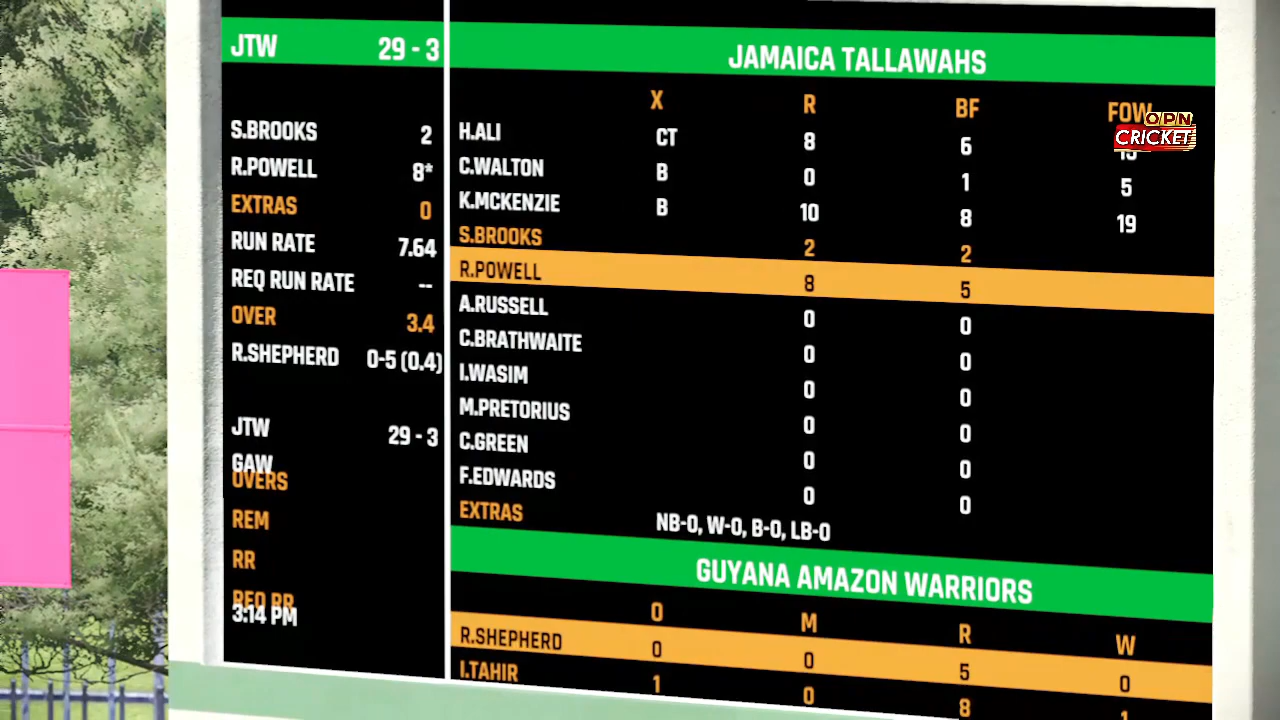 JTW 29 - 3
S.BROOKS 2
R.POWELL 8*
EXTRAS 0
RUN RATE 7.64
REQ RUN RATE --
OVER 3.4
R.SHEPHERD 0-5 (0.4)
JTW 29 - 3
GAW
OVERS
REM
RR
REQ RR
3:14 PM
JAMAICA TALLAWAHS
X R BF FOW
H.ALI CT 8 6
C.WALTON B 0 1 5
K.MCKENZIE B 10 8 19
S.BROOKS 2 2
R.POWELL 8 5
A.RUSSELL 0 0
C.BRATHWAITE 0 0
I.WASIM 0 0
M.PRETORIUS 0 0
C.GREEN 0 0
F.EDWARDS 0 0
EXTRAS NB-0, W-0, B-0, LB-0
GUYANA AMAZON WARRIORS
O M R W
R.SHEPHERD 0 0 5 0
I.TAHIR 1 0 8 1
OPN
CRICKET